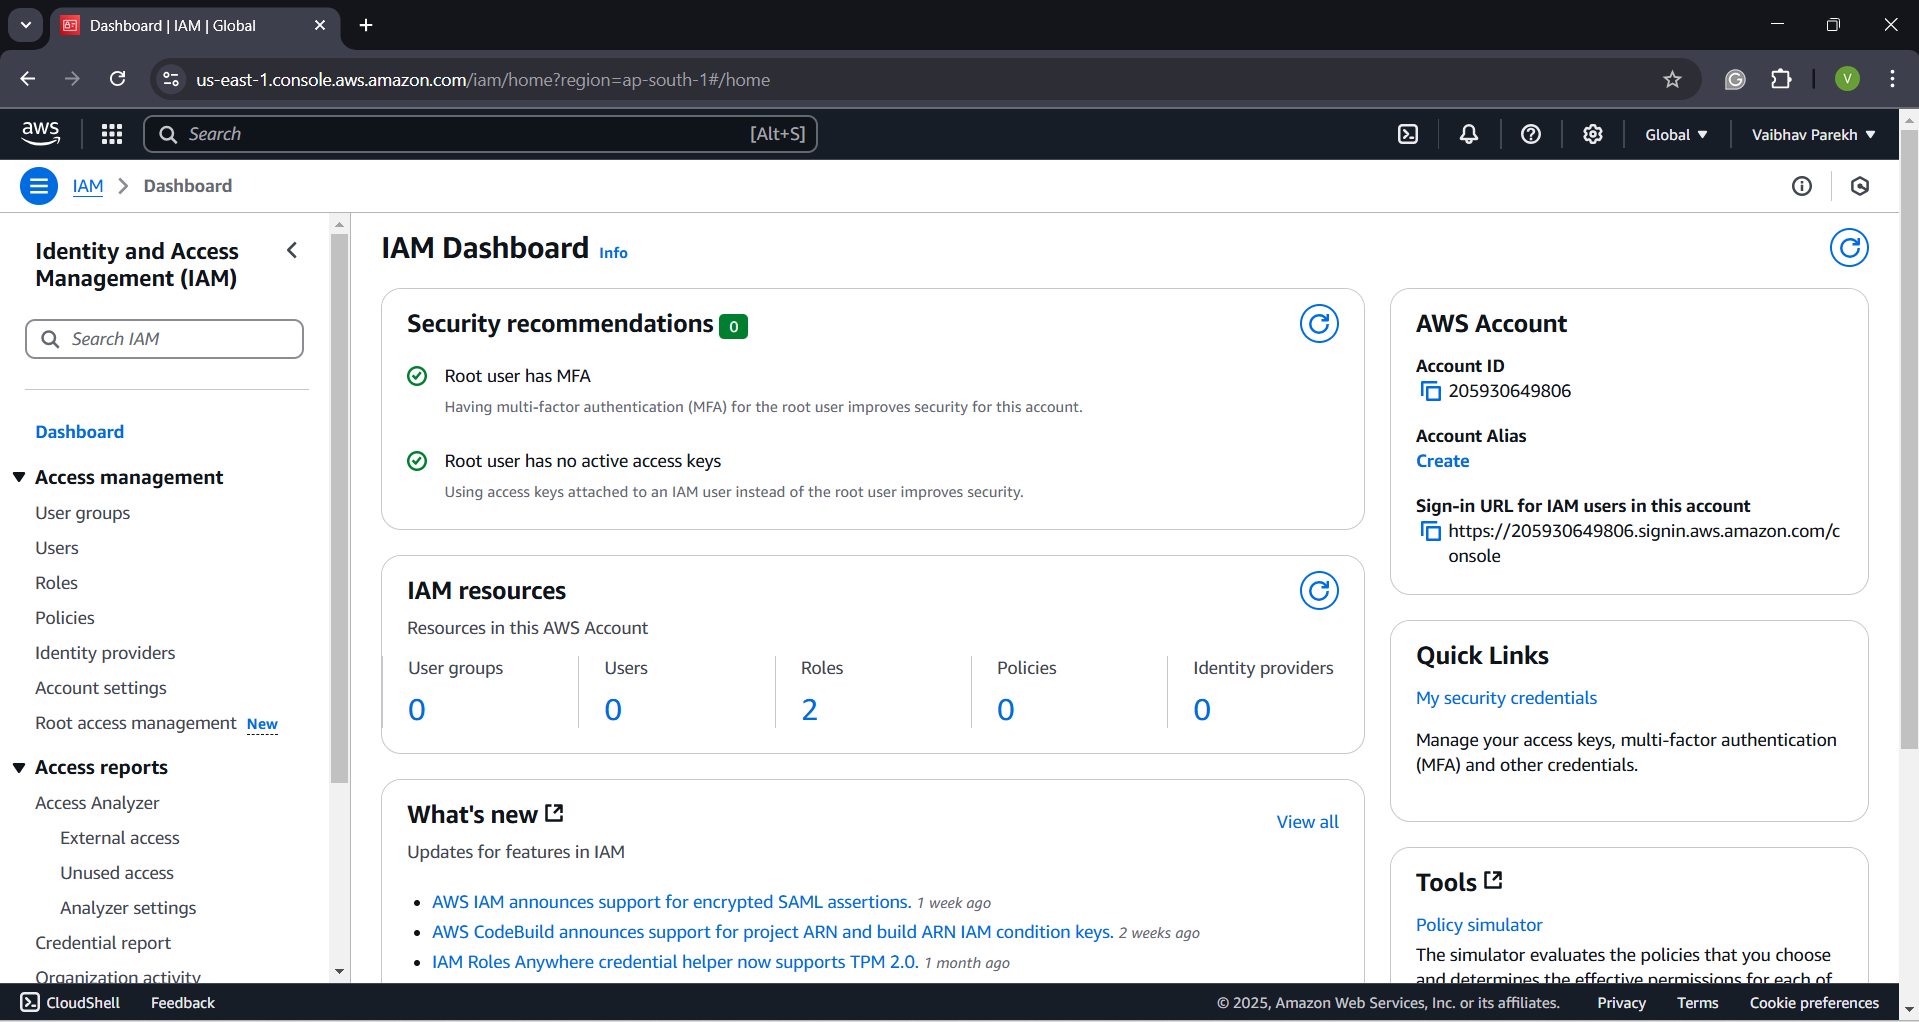 Dashboard | IAM | Global
us-east-1.console.aws.amazon.com/iam/home?region=ap-south-1#/home
V
aws
Search
[Alt+S]
Global
Vaibhav Parekh
IAM
Dashboard
Identity and Access
Management (IAM)
Search IAM
Dashboard
Access management
User groups
Users
Roles
Policies
Identity providers
Account settings
Root access management New
Access reports
Access Analyzer
External access
Unused access
Analyzer settings
Credential report
Organization activity
IAM Dashboard Info
Security recommendations 0
Root user has MFA
Having multi-factor authentication (MFA) for the root user improves security for this account.
Root user has no active access keys
Using access keys attached to an IAM user instead of the root user improves security.
IAM resources
Resources in this AWS Account
User groups
0
Users
0
Roles
2
Policies
0
Identity providers
0
What's new
View all
Updates for features in IAM
AWS IAM announces support for encrypted SAML assertions. 1 week ago
AWS CodeBuild announces support for project ARN and build ARN IAM condition keys. 2 weeks ago
IAM Roles Anywhere credential helper now supports TPM 2.0. 1 month ago
AWS Account
Account ID
205930649806
Account Alias
Create
Sign-in URL for IAM users in this account
https://205930649806.signin.aws.amazon.com/c
onsole
Quick Links
My security credentials
Manage your access keys, multi-factor authentication
(MFA) and other credentials.
Tools
Policy simulator
The simulator evaluates the policies that you choose
and determines the effective permissions for each of
CloudShell
Feedback
© 2025, Amazon Web Services, Inc. or its affiliates.
Privacy
Terms
Cookie preferences